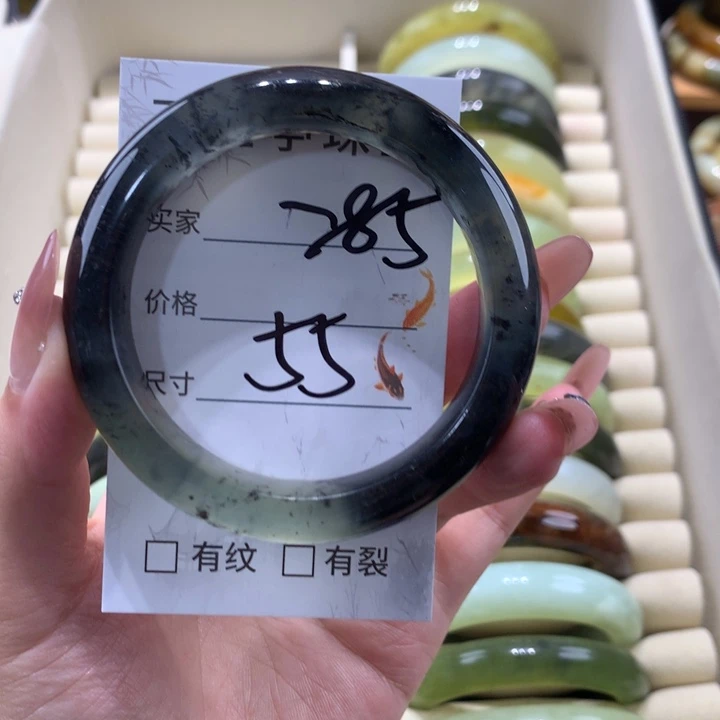 买家 285
价格
尺寸 55
□ 有纹 □ 有裂